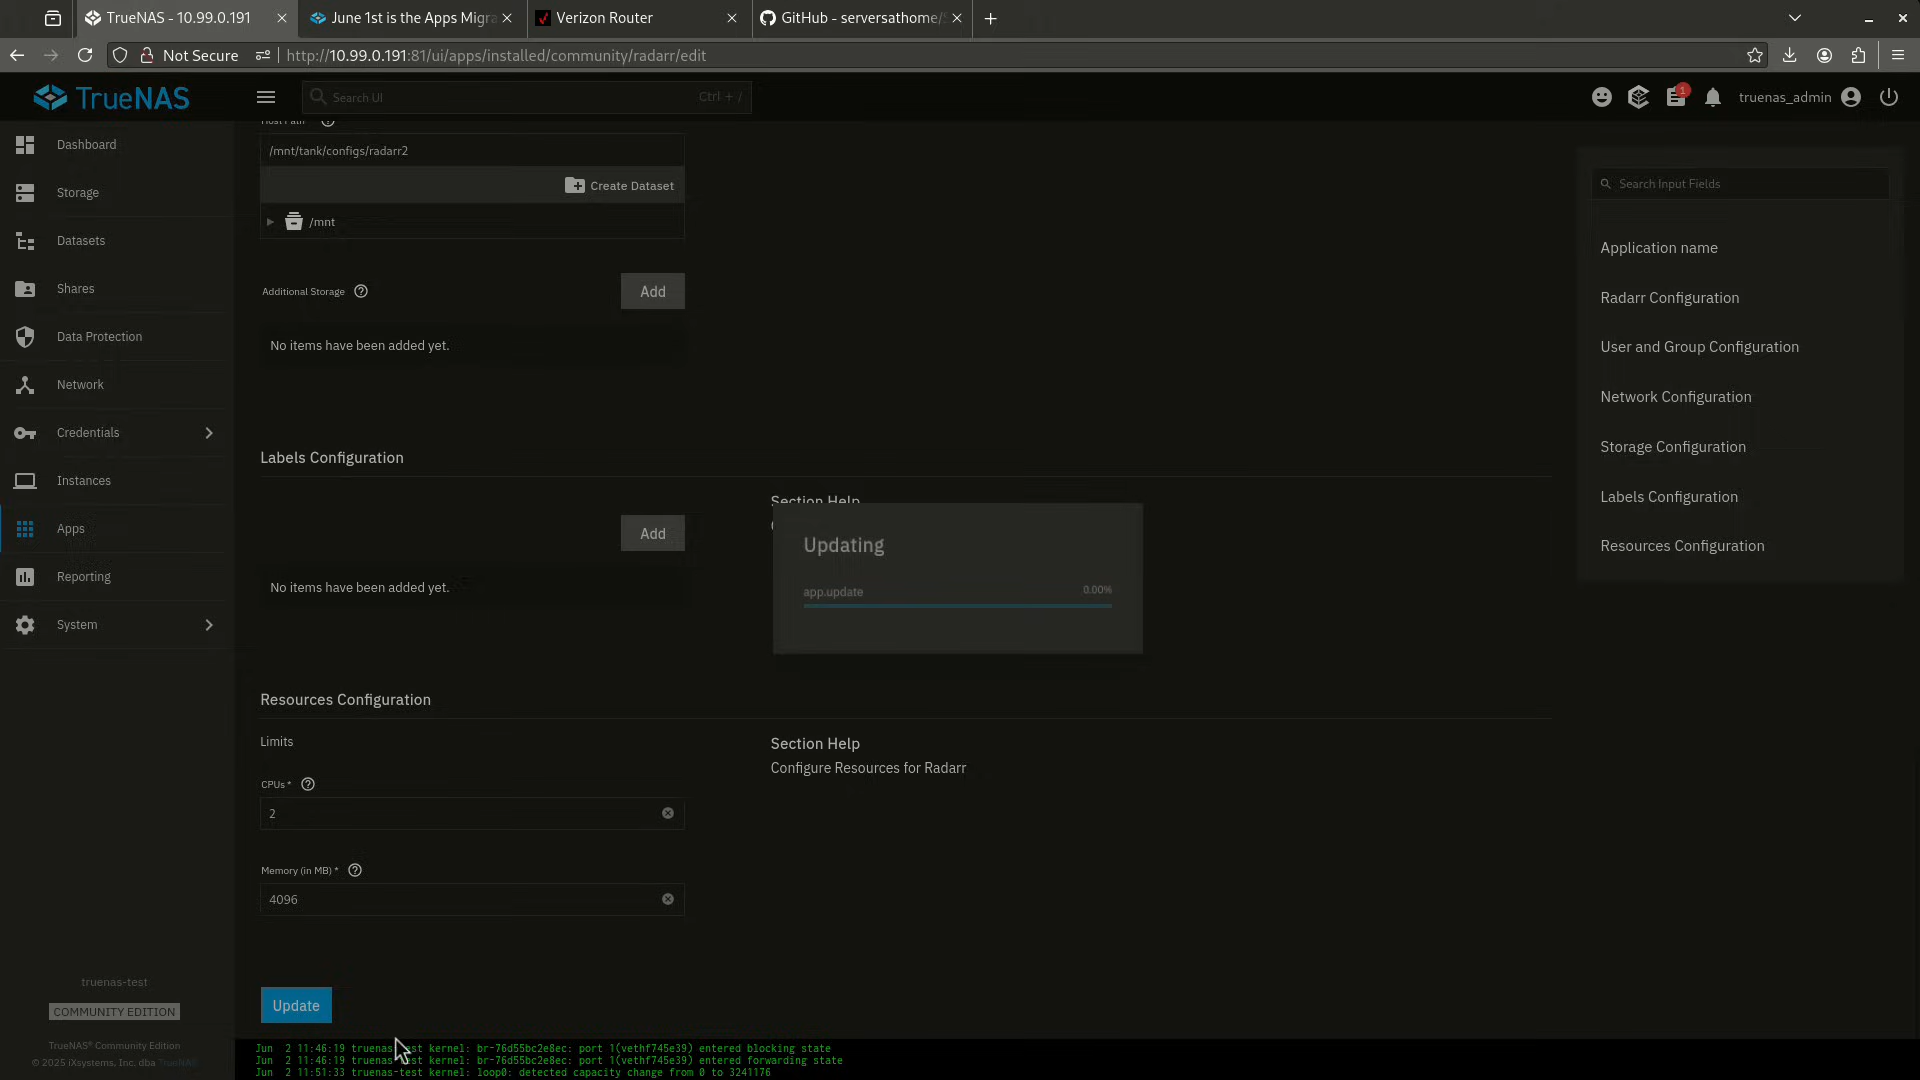 TrueNAS - 10.99.0.191
June 1st is the Apps Migra
Verizon Router
GitHub - serversathome/S
Not Secure
http://10.99.0.191:81/ui/apps/installed/community/radarr/edit
TrueNAS
Search UI
Ctrl + /
1
truenas_admin
Dashboard
Storage
Datasets
Shares
Data Protection
Network
Credentials
Instances
Apps
Reporting
System
truenas-test
COMMUNITY EDITION
TrueNAS® Community Edition
© 2025 iXsystems, Inc. dba TrueNAS
Host Path
/mnt/tank/configs/radarr2
Create Dataset
/mnt
Additional Storage
Add
No items have been added yet.
Labels Configuration
Section Help
Add
No items have been added yet.
Updating
app.update
0.00%
Resources Configuration
Limits
Section Help
Configure Resources for Radarr
CPUs *
2
Memory (in MB) *
4096
Update
Search Input Fields
Application name
Radarr Configuration
User and Group Configuration
Network Configuration
Storage Configuration
Labels Configuration
Resources Configuration
Jun  2 11:46:19 truenas-test kernel: br-76d55bc2e8ec: port 1(vethf745e39) entered blocking state
Jun  2 11:46:19 truenas-test kernel: br-76d55bc2e8ec: port 1(vethf745e39) entered forwarding state
Jun  2 11:51:33 truenas-test kernel: loop0: detected capacity change from 0 to 3241176